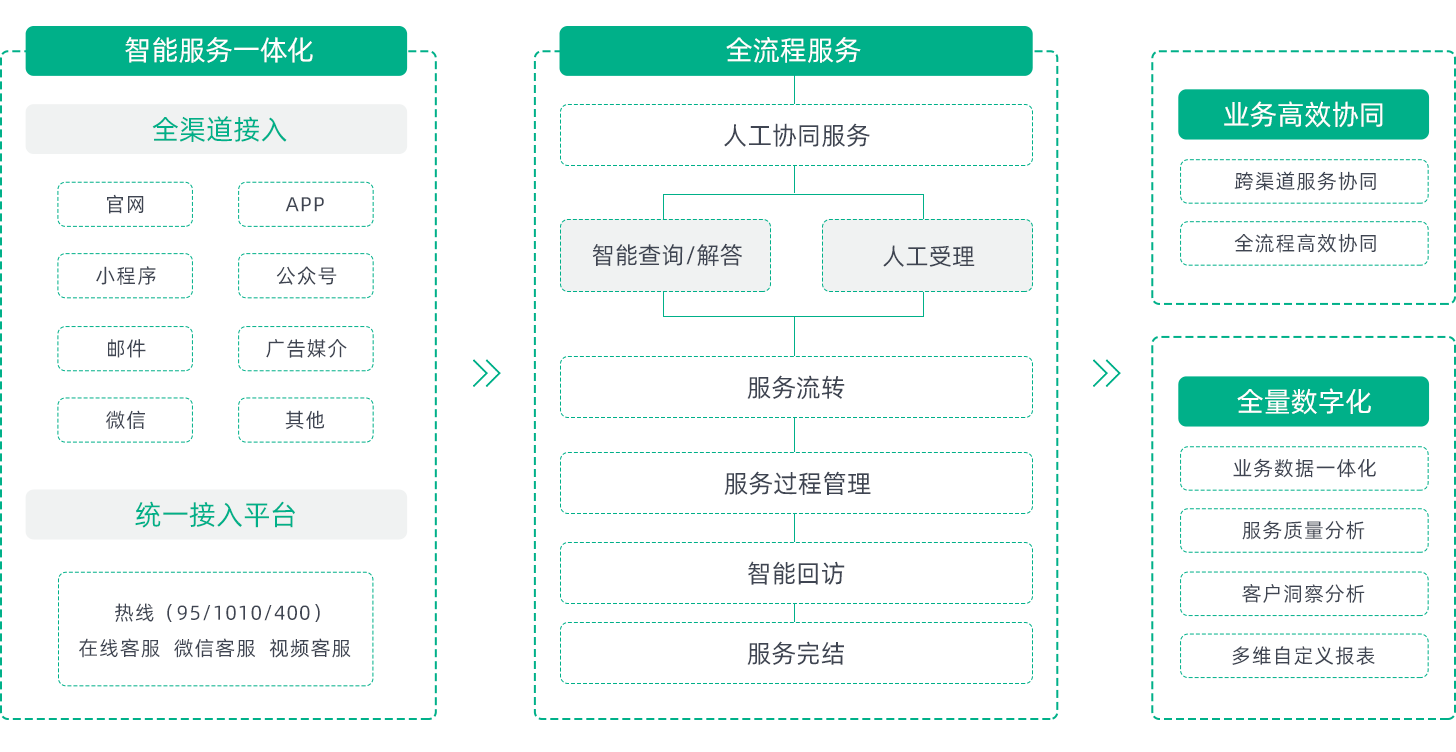 智能服务一体化
全渠道接入
官网
APP
小程序
公众号
邮件
广告媒介
微信
其他
统一接入平台
热线（95/1010/400）
在线客服 微信客服 视频客服
全流程服务
人工协同服务
智能查询/解答
人工受理
服务流转
服务过程管理
智能回访
服务完结
业务高效协同
跨渠道服务协同
全流程高效协同
全量数字化
业务数据一体化
服务质量分析
客户洞察分析
多维自定义报表